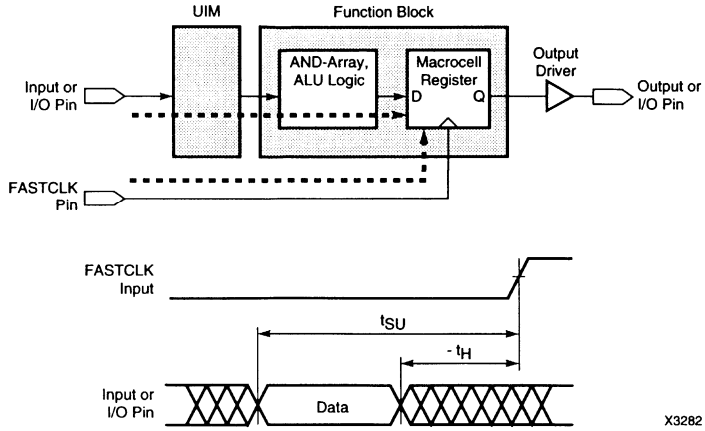 UIM
Function Block
AND-Array,
ALU Logic
Macrocell
Register
Output
Driver
Input or
I/O Pin
D
Q
Output or
I/O Pin
FASTCLK
Pin
FASTCLK
Input
tSU
- tH
Input or
I/O Pin
Data
X3282